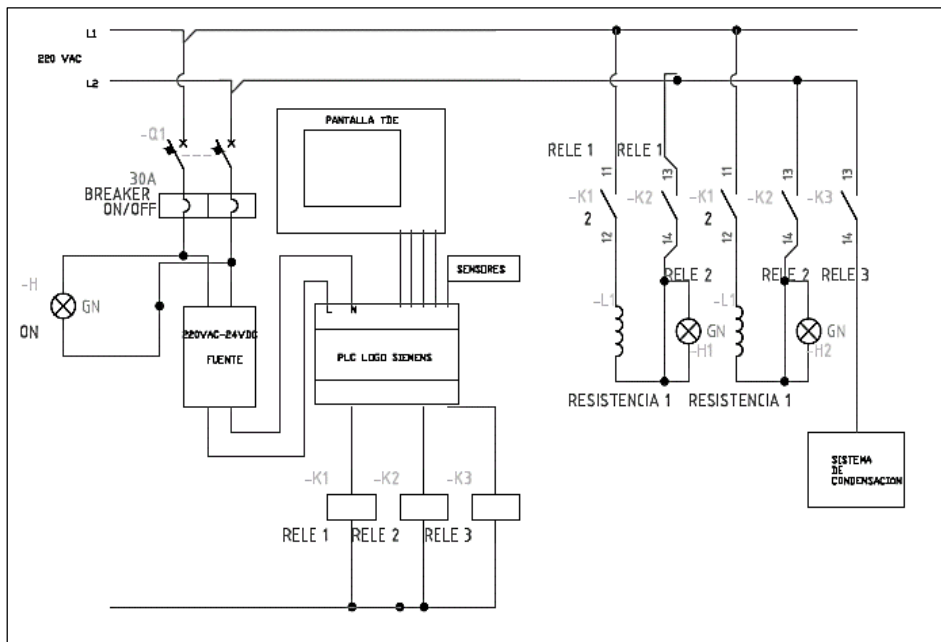 L1
220 VAC
L2
PANTALLA TDE
-Q1
30A
BREAKER
ON/OFF
RELE 1
RELE 1
11
13
11
13
13
-K1
2
-K2
-K1
2
-K2
-K3
12
14
12
14
14
SENSORES
RELE 2
RELE 2
RELE 3
-H
GN
ON
L
N
220VAC-24VDC
FUENTE
PLC LOGO SIEMENS
-L1
GN
-H1
-L1
GN
-H2
RESISTENCIA 1
RESISTENCIA 1
SISTEMA
DE
CONDENSACION
-K1
-K2
-K3
RELE 1
RELE 2
RELE 3